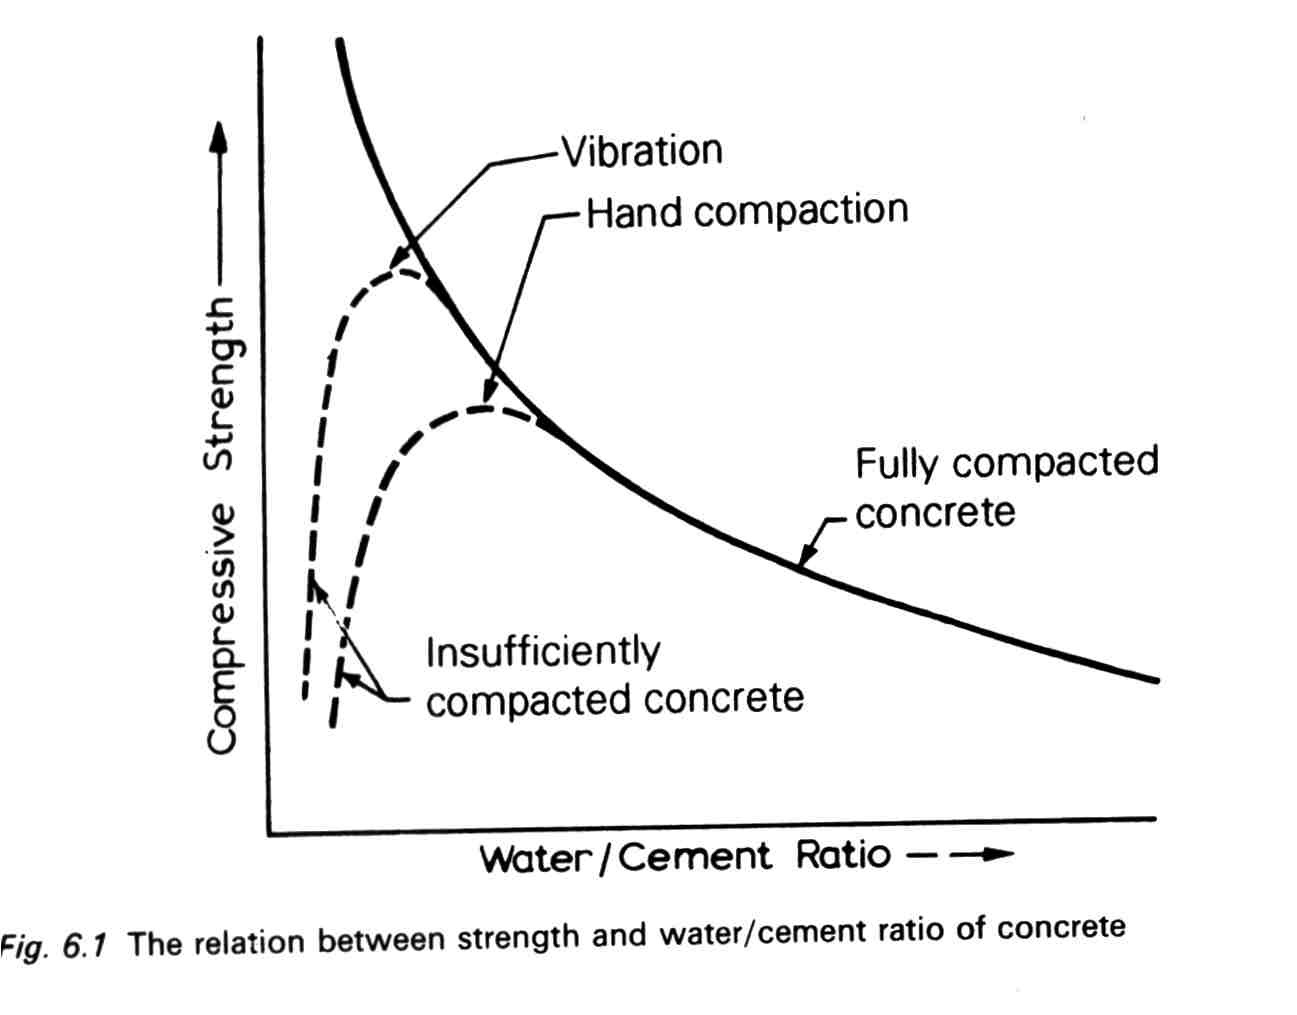 Vibration
Hand compaction
Fully compacted
concrete
Insufficiently
compacted concrete
Compressive Strength
Water/Cement Ratio
Fig. 6.1 The relation between strength and water/cement ratio of concrete